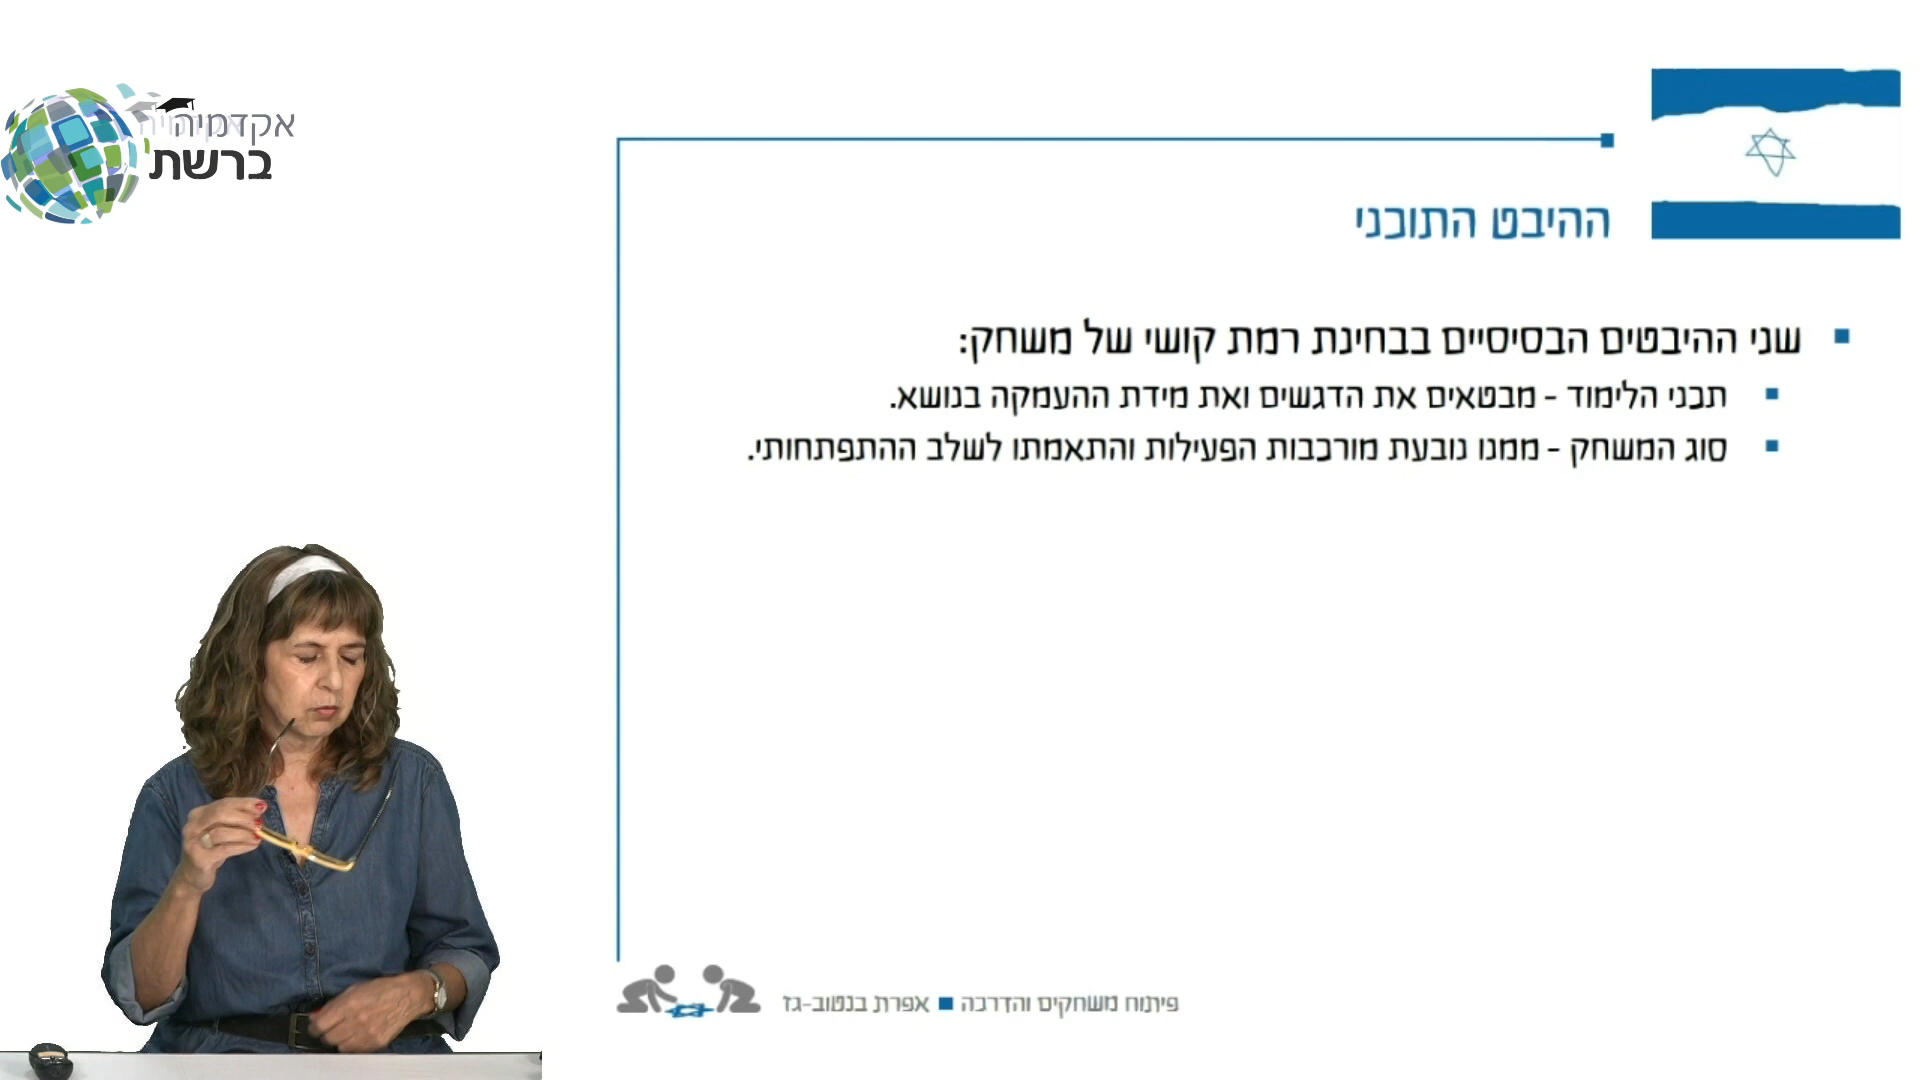 אקדמיה
ברשת
ההיבט התוכני
שני ההיבטים הבסיסיים בבחינת רמת קושי של משחק:
תכני הלימוד - מבטאים את הדגשים ואת מידת ההעמקה בנושא.
סוג המשחק - ממנו נובעת מורכבות הפעילות והתאמתו לשלב ההתפתחותי.
פיתוח משחקים והדרכה ■ אפרת בנטוב-גז